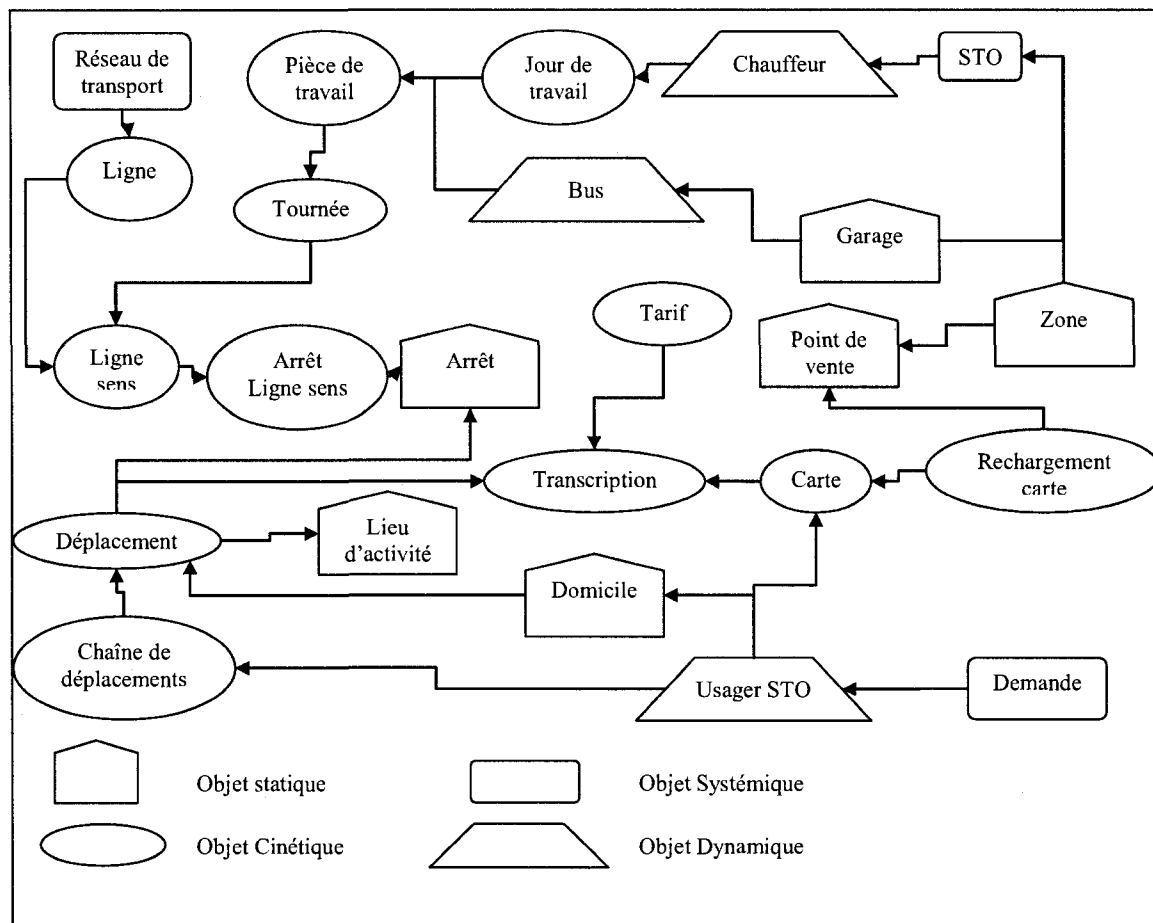 Réseau de
transport
Pièce de
travail
Jour de
travail
Chauffeur
STO
Ligne
Tournée
Bus
Garage
Zone
Tarif
Point de
vente
Ligne
sens
Arrêt
Ligne sens
Arrêt
Transcription
Carte
Rechargement
carte
Déplacement
Lieu
d'activité
Domicile
Chaîne de
déplacements
Usager STO
Demande
Objet statique
Objet Systémique
Objet Cinétique
Objet Dynamique